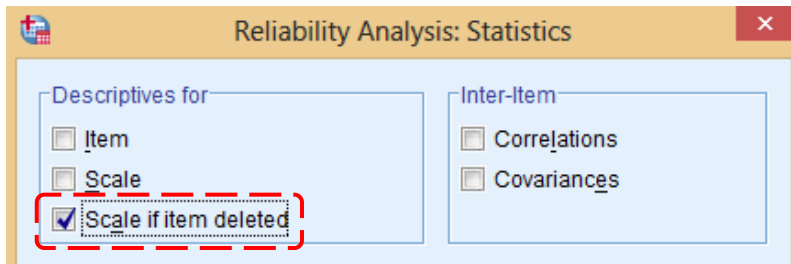 Reliability Analysis: Statistics
Descriptives for
Item
Scale
Scale if item deleted
Inter-Item
Correlations
Covariances